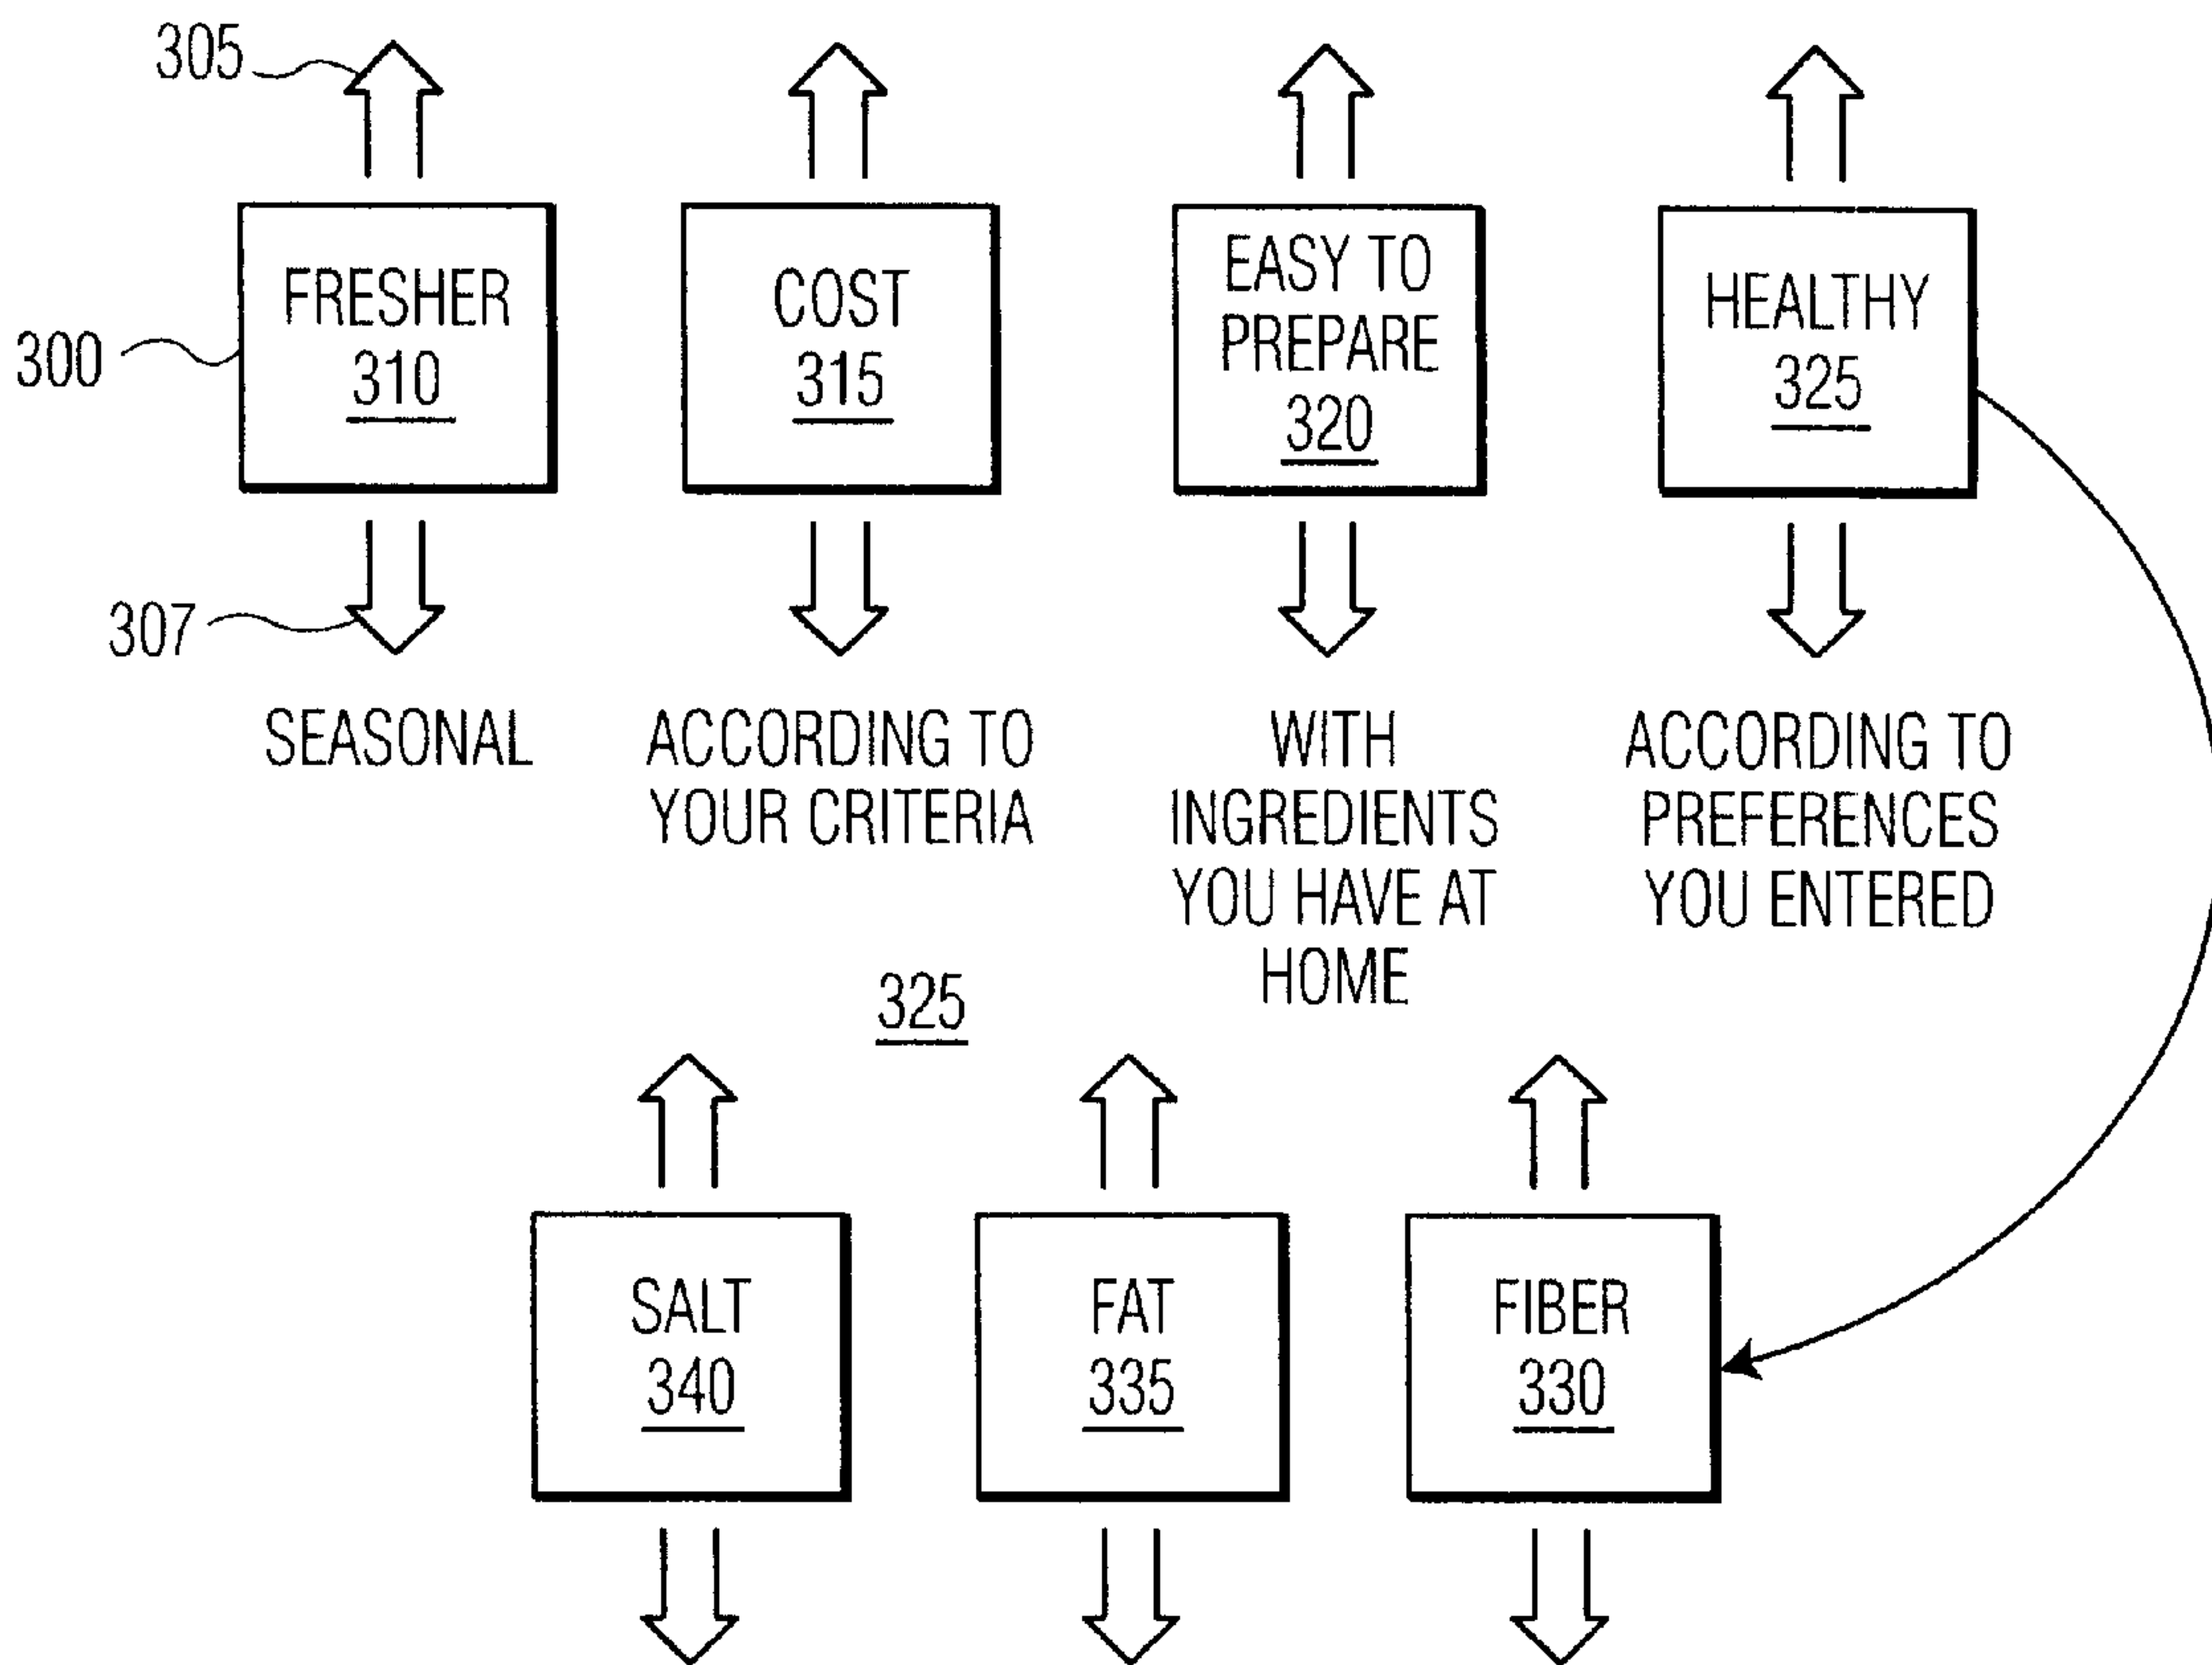 305
300
FRESHER
310
COST
315
EASY TO
PREPARE
320
HEALTHY
325
307
SEASONAL
ACCORDING TO
YOUR CRITERIA
WITH
INGREDIENTS
YOU HAVE AT
HOME
ACCORDING TO
PREFERENCES
YOU ENTERED
325
SALT
340
FAT
335
FIBER
330